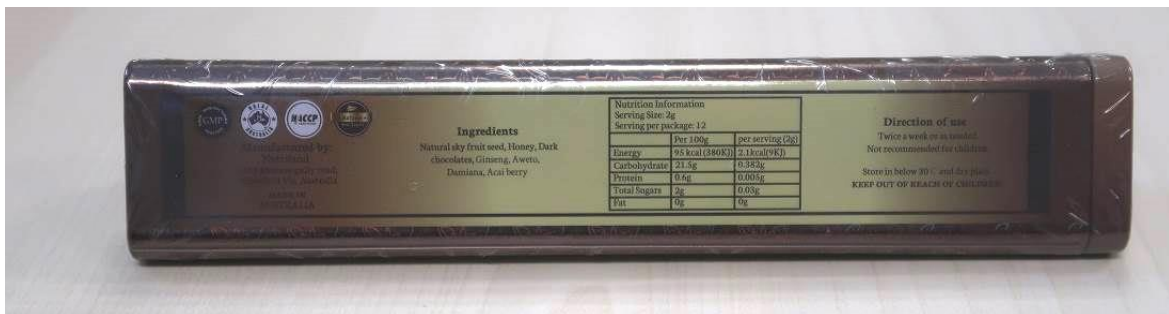 GMP
HALAL
AUSTRALIA
HACCP
Manufactured by:
MADE IN
AUSTRALIA
Ingredients
Natural sky fruit seed, Honey, Dark
chocolates, Ginseng, Aweto,
Damiana, Acai berry
Nutrition Information
Serving Size: 2g
Serving per package: 12
Per 100g per serving (2g)
Energy 95 kcal (380KJ) 2.1kcal(9KJ)
Carbohydrate 21.5g 0.382g
Protein 0.6g 0.005g
Total Sugars 2g 0.03g
Fat 0g 0g
Direction of use
Twice a week or as needed.
Not recommended for children.
Store in below 30°C and dry place
KEEP OUT OF REACH OF CHILDREN